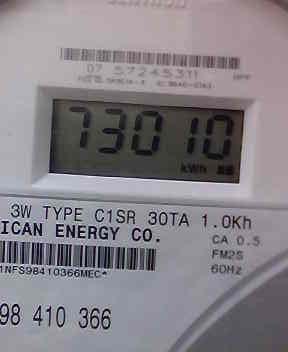 07 57245311
73010
kWh
3W TYPE C1SR 30TA 1.0Kh
ICAN ENERGY CO.
CA 0.5
FM2S
60Hz
1NFS98410366MEC*
98 410 366